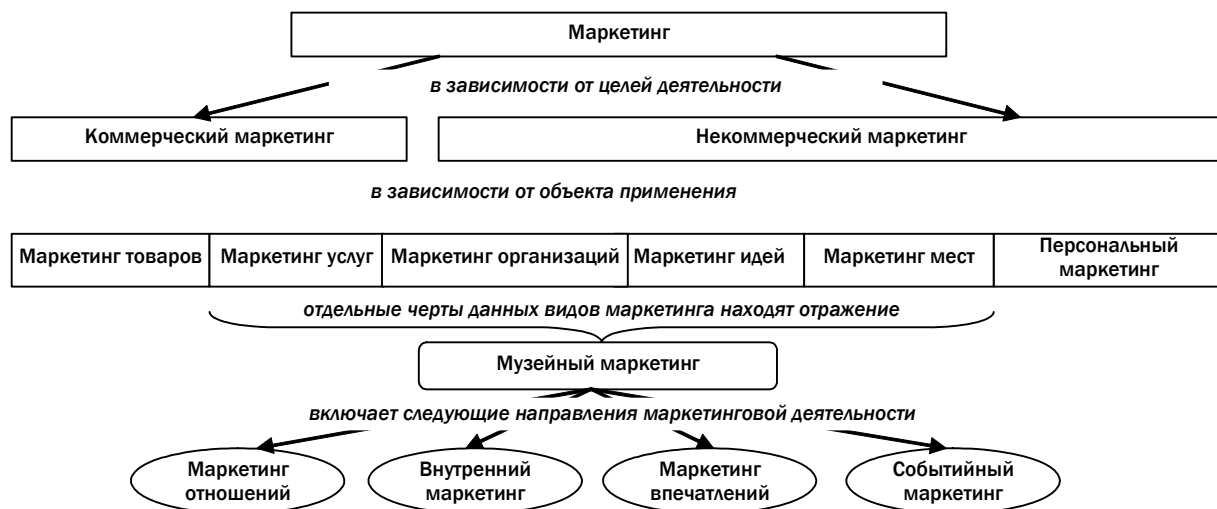 Маркетинг
в зависимости от целей деятельности
Коммерческий маркетинг
Некоммерческий маркетинг
в зависимости от объекта применения
Маркетинг товаров
Маркетинг услуг
Маркетинг организаций
Маркетинг идей
Маркетинг мест
Персональный
маркетинг
отдельные черты данных видов маркетинга находят отражение
Музейный маркетинг
включает следующие направления маркетинговой деятельности
Маркетинг
отношений
Внутренний
маркетинг
Маркетинг
впечатлений
Событийный
маркетинг